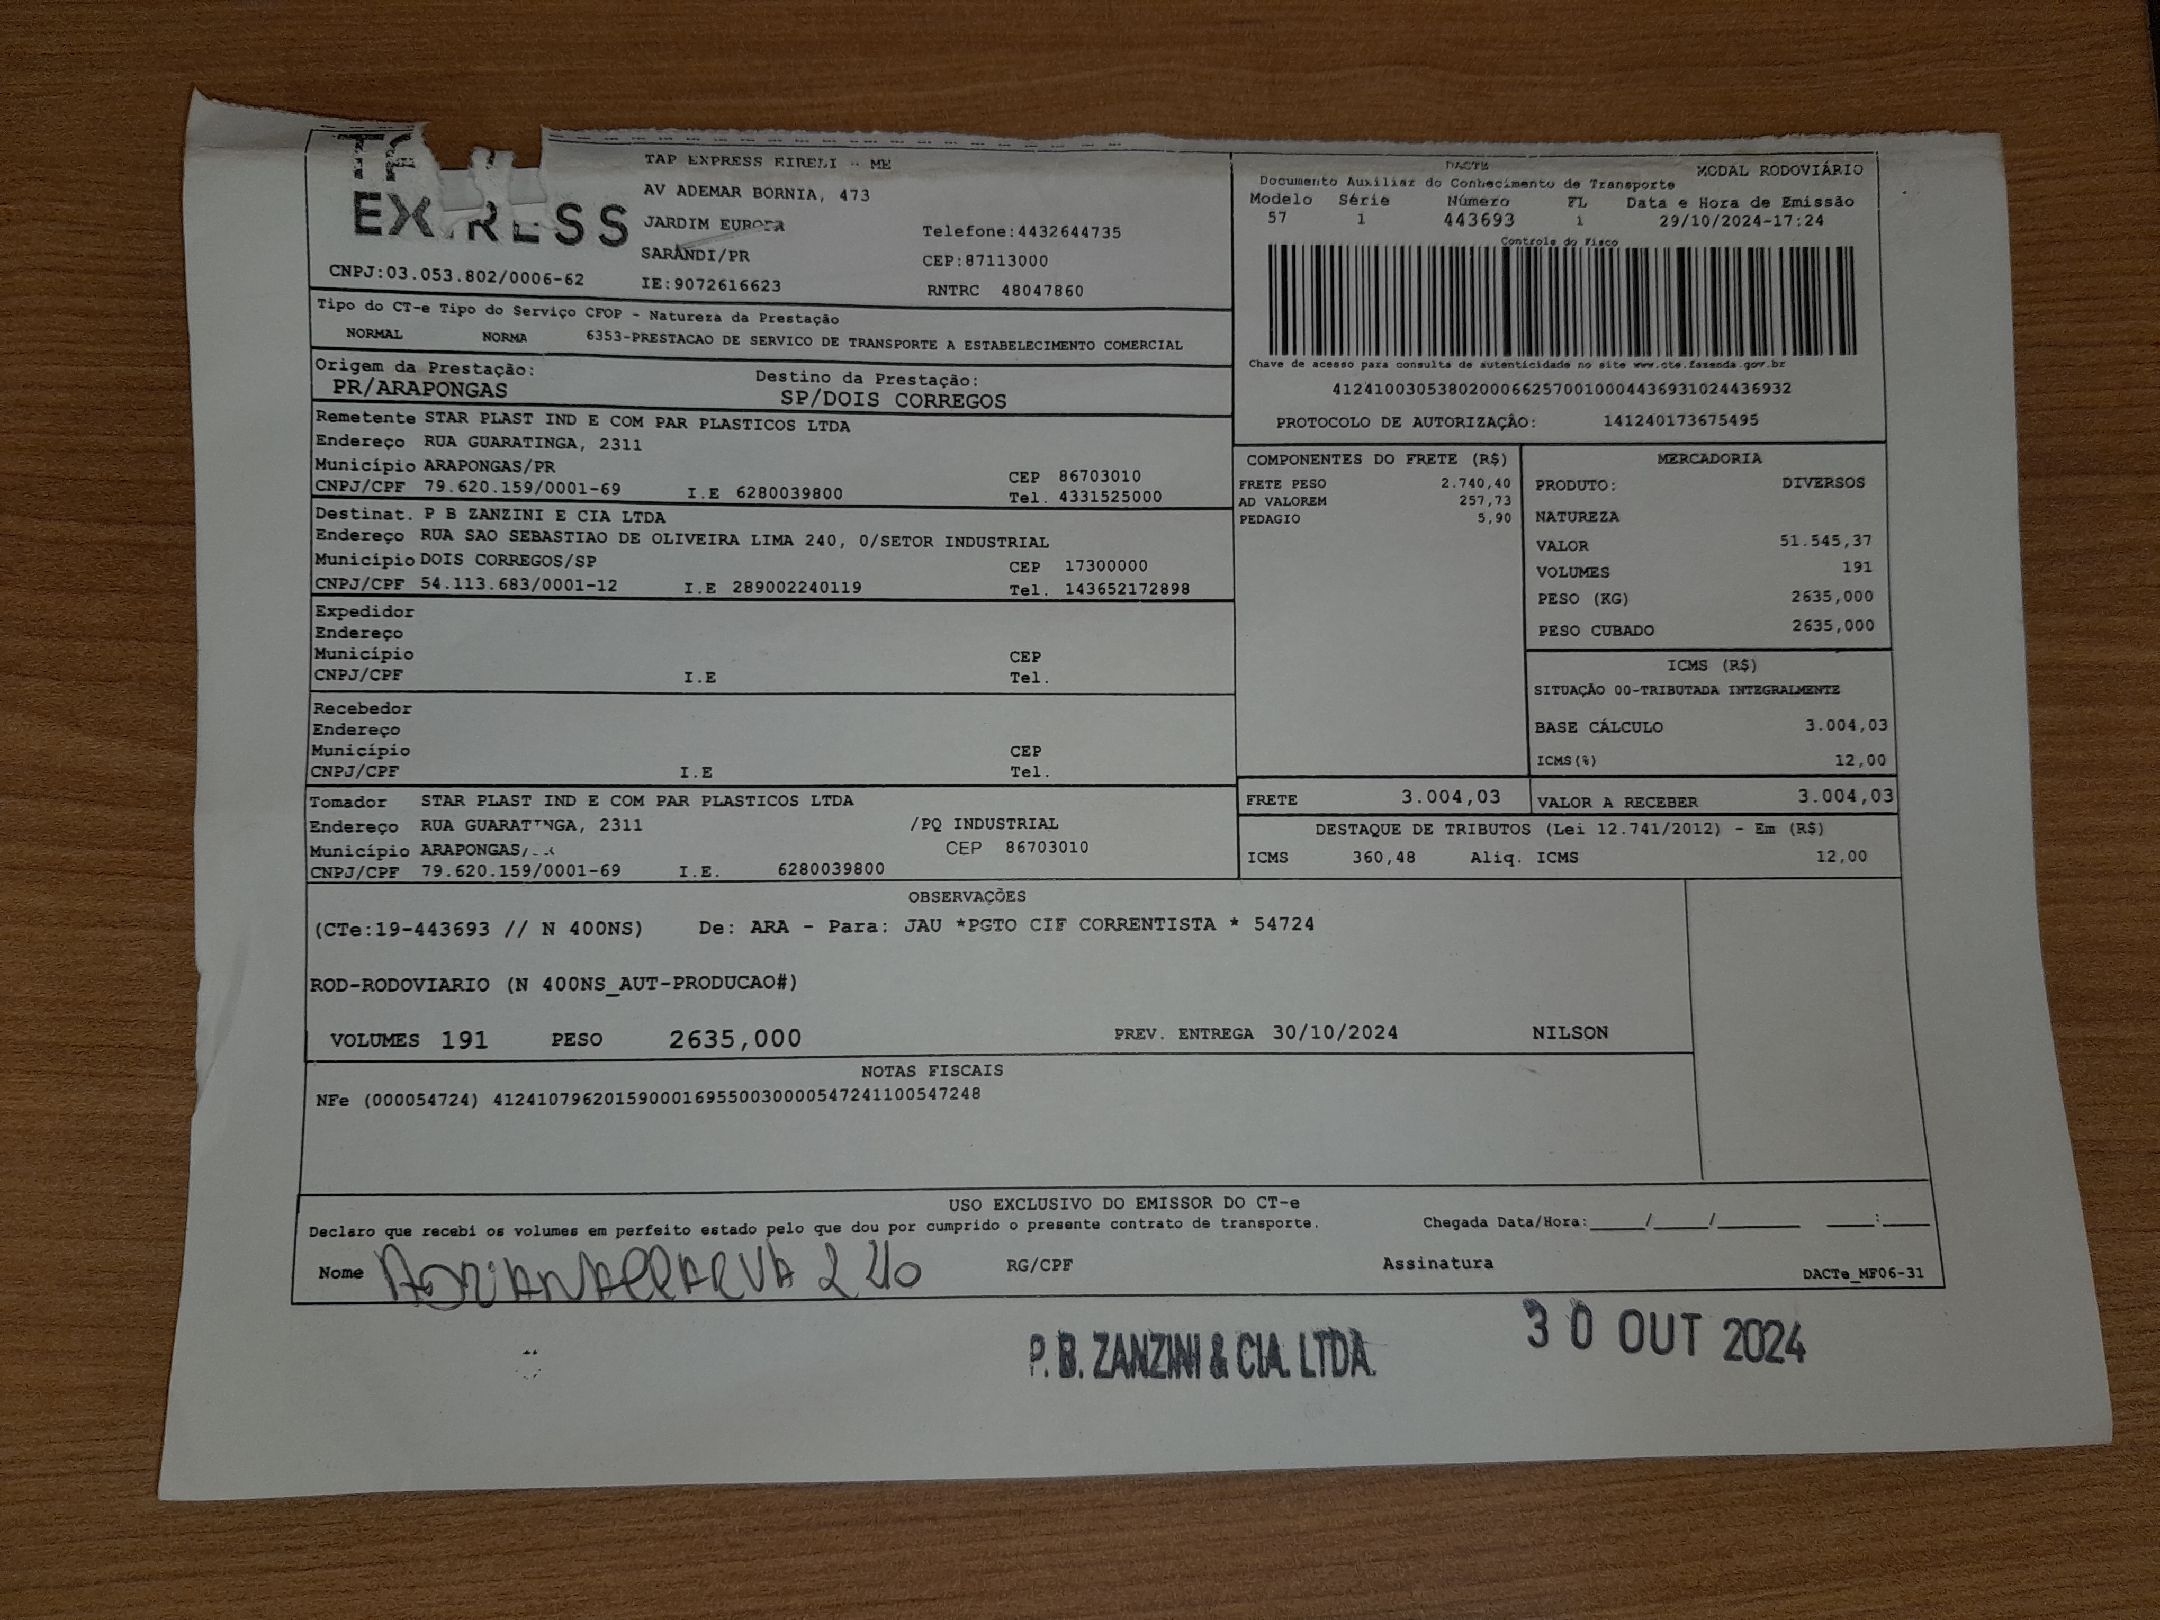 EXPRESS
CNPJ:03.053.802/0006-62
TAP EXPRESS EIRELI - ME
AV ADEMAR BORNIA, 473
JARDIM EUROPA
SARANDI/PR
IE:9072616623
Telefone:4432644735
CEP:87113000
RNTRC 48047860
DACTE MODAL RODOVIÁRIO
Documento Auxiliar do Conhecimento de Transporte
Modelo Série Número FL Data e Hora de Emissão
57 1 443693 1 29/10/2024-17:24
Controle do Fisco
Chave de acesso para consulta de autenticidade no site www.cte.fazenda.gov.br
41241003053802000662570010004436931024436932
PROTOCOLO DE AUTORIZAÇÃO: 141240173675495
Tipo do CT-e Tipo do Serviço CFOP - Natureza da Prestação
NORMAL NORMA 6353-PRESTACAO DE SERVICO DE TRANSPORTE A ESTABELECIMENTO COMERCIAL
Origem da Prestação: Destino da Prestação:
PR/ARAPONGAS SP/DOIS CORREGOS
Remetente STAR PLAST IND E COM PAR PLASTICOS LTDA
Endereço RUA GUARATINGA, 2311
Município ARAPONGAS/PR CEP 86703010
CNPJ/CPF 79.620.159/0001-69 I.E 6280039800 Tel. 4331525000
Destinat. P B ZANZINI E CIA LTDA
Endereço RUA SAO SEBASTIAO DE OLIVEIRA LIMA 240, 0/SETOR INDUSTRIAL
Município DOIS CORREGOS/SP CEP 17300000
CNPJ/CPF 54.113.683/0001-12 I.E 289002240119 Tel. 143652172898
Expedidor
Endereço
Município CEP
CNPJ/CPF I.E Tel.
Recebedor
Endereço
Município CEP
CNPJ/CPF I.E Tel.
Tomador STAR PLAST IND E COM PAR PLASTICOS LTDA
Endereço RUA GUARATINGA, 2311 /PQ INDUSTRIAL
Município ARAPONGAS/ CEP 86703010
CNPJ/CPF 79.620.159/0001-69 I.E. 6280039800
COMPONENTES DO FRETE (R$)
FRETE PESO 2.740,40
AD VALOREM 257,73
PEDAGIO 5,90
MERCADORIA
PRODUTO: DIVERSOS
NATUREZA
VALOR 51.545,37
VOLUMES 191
PESO (KG) 2635,000
PESO CUBADO 2635,000
ICMS (R$)
SITUAÇÃO 00-TRIBUTADA INTEGRALMENTE
BASE CÁLCULO 3.004,03
ICMS(%) 12,00
FRETE 3.004,03 VALOR A RECEBER 3.004,03
DESTAQUE DE TRIBUTOS (Lei 12.741/2012) - Em (R$)
ICMS 360,48 Aliq. ICMS 12,00
OBSERVAÇÕES
(CTe:19-443693 // N 400NS) De: ARA - Para: JAU *PGTO CIF CORRENTISTA * 54724
ROD-RODOVIARIO (N 400NS_AUT-PRODUCAO#)
VOLUMES 191 PESO 2635,000 PREV. ENTREGA 30/10/2024 NILSON
NOTAS FISCAIS
NFe (000054724) 41241079620159000169550030000547241100547248
USO EXCLUSIVO DO EMISSOR DO CT-e
Declaro que recebi os volumes em perfeito estado pelo que dou por cumprido o presente contrato de transporte. Chegada Data/Hora:_____/_____/________ _____:_____
Nome RG/CPF Assinatura DACTe_MF06-31
P. B. ZANZINI & CIA. LTDA.
30 OUT 2024